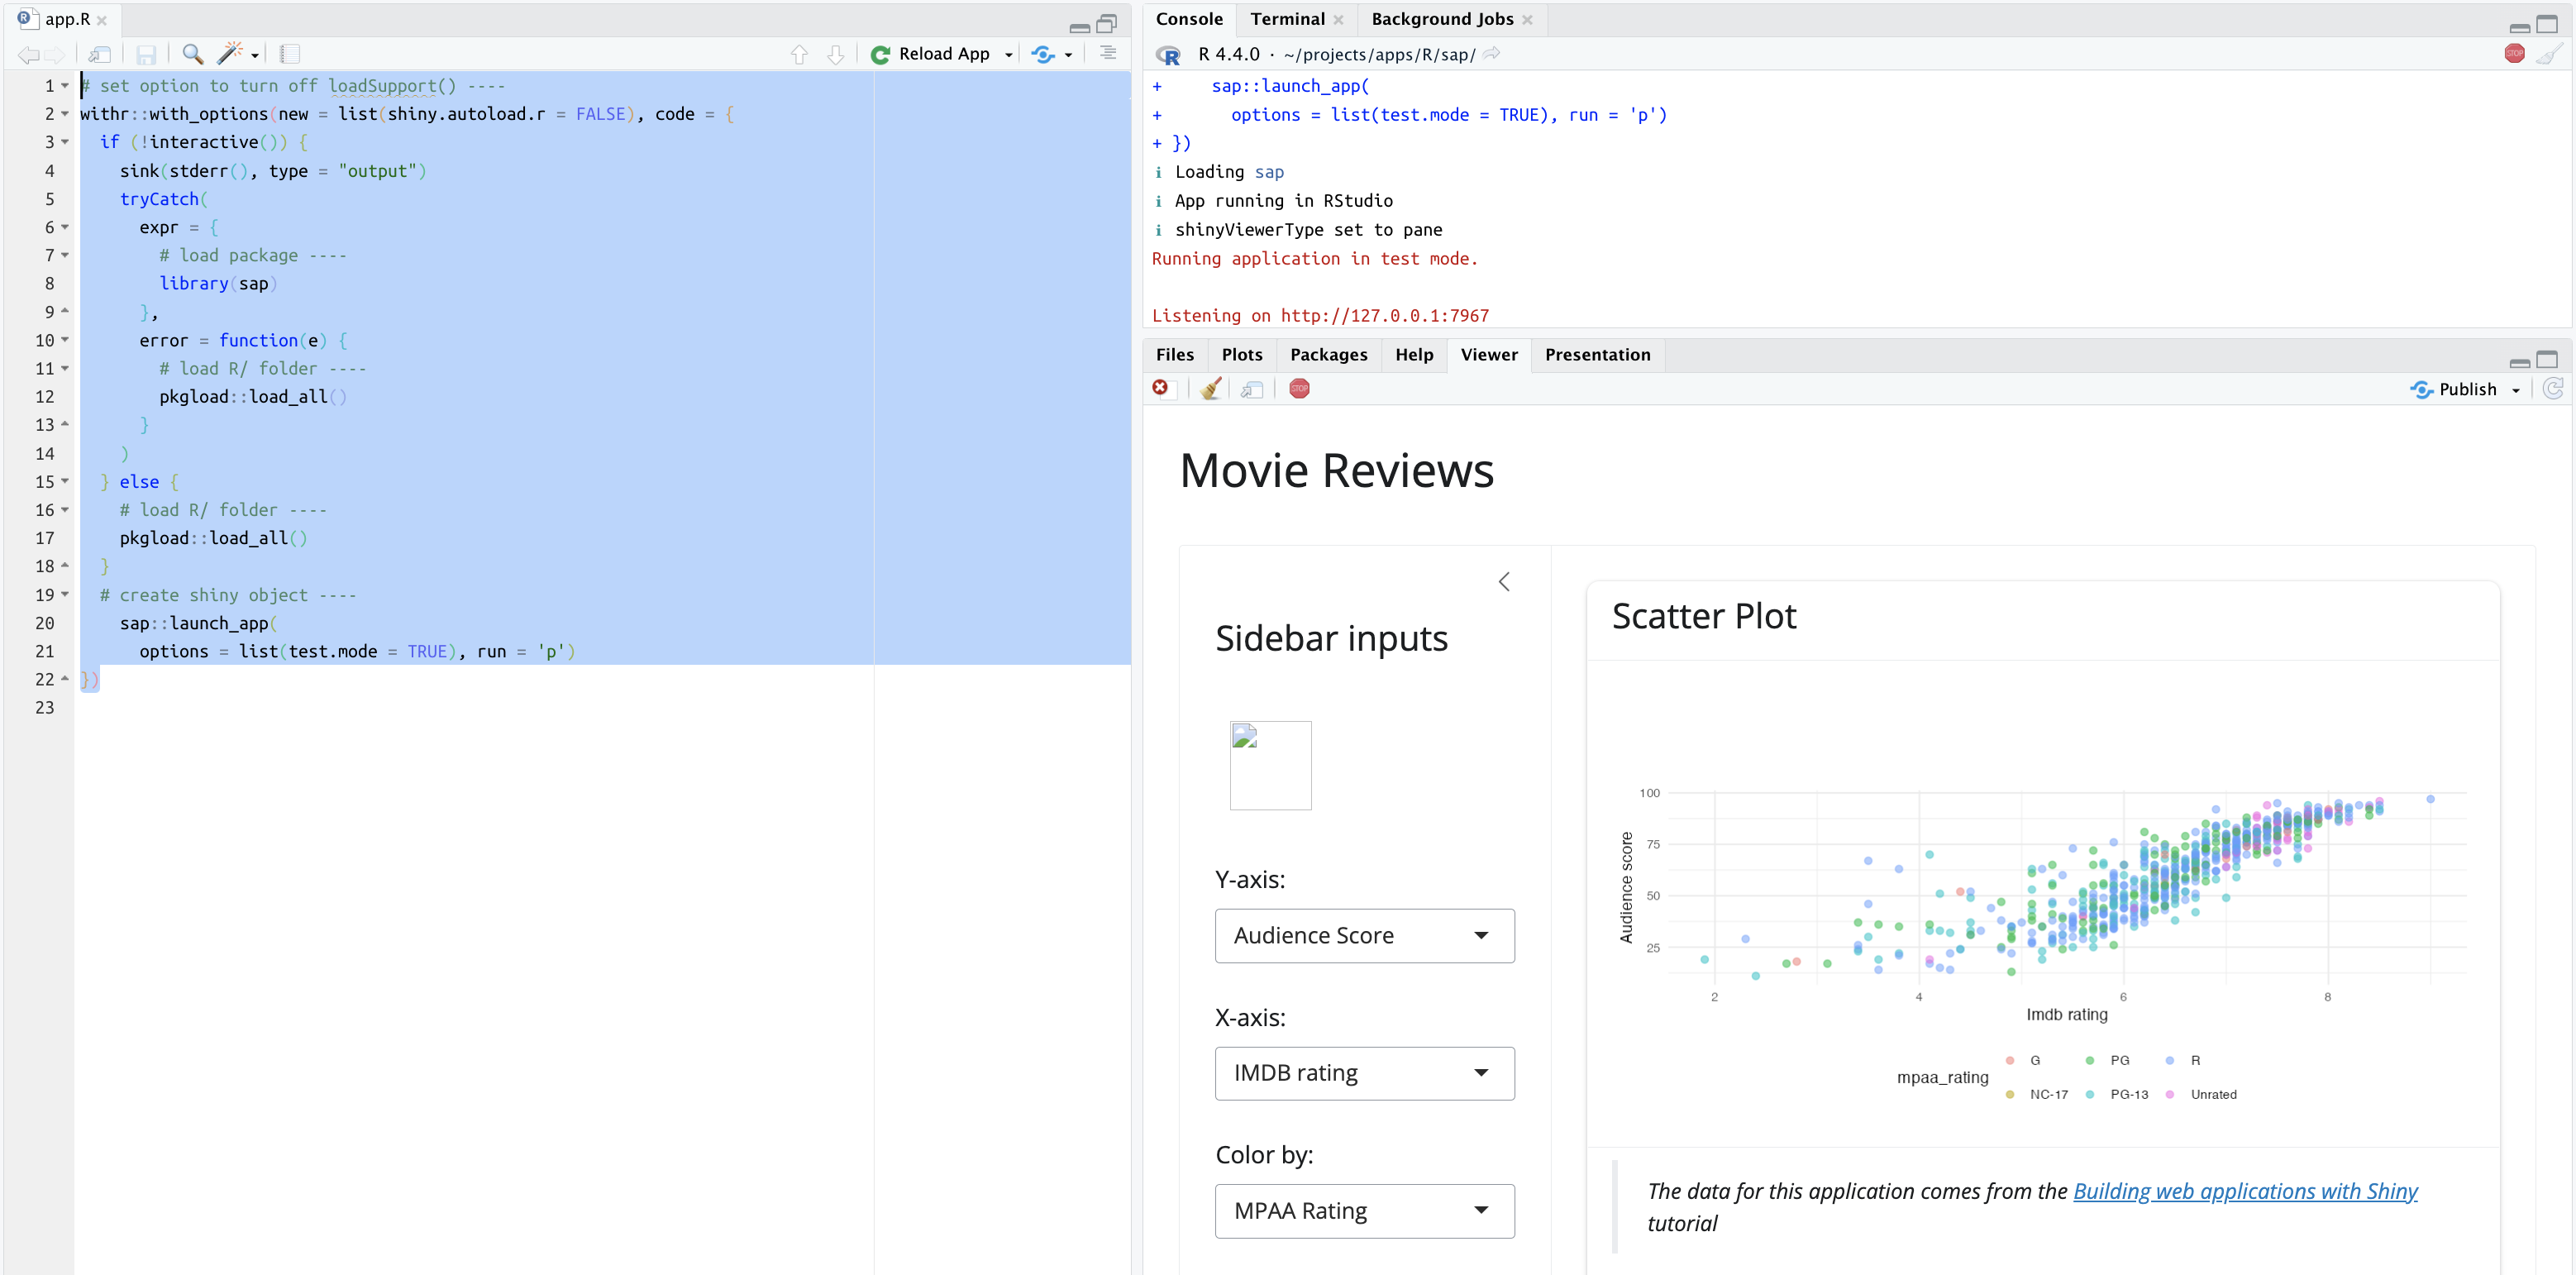 app.R
Reload App
1 # set option to turn off loadSupport() ----
2 withr::with_options(new = list(shiny.autoload.r = FALSE), code = {
3   if (!interactive()) {
4     sink(stderr(), type = "output")
5     tryCatch(
6       expr = {
7         # load package ----
8         library(sap)
9       },
10       error = function(e) {
11         # load R/ folder ----
12         pkgload::load_all()
13       }
14     )
15   } else {
16     # load R/ folder ----
17     pkgload::load_all()
18   }
19   # create shiny object ----
20     sap::launch_app(
21       options = list(test.mode = TRUE), run = 'p')
22 })
23
Console Terminal Background Jobs
R 4.4.0 · ~/projects/apps/R/sap/
STOP
+     sap::launch_app(
+       options = list(test.mode = TRUE), run = 'p')
+ })
ℹ Loading sap
ℹ App running in RStudio
ℹ shinyViewerType set to pane
Running application in test mode.
Listening on http://127.0.0.1:7967
Files Plots Packages Help Viewer Presentation
STOP
Publish
Movie Reviews
Sidebar inputs
Y-axis:
Audience Score
X-axis:
IMDB rating
Color by:
MPAA Rating
Scatter Plot
100
75
50
25
Audience score
2 4 6 8
Imdb rating
mpaa_rating
G PG R
NC-17 PG-13 Unrated
The data for this application comes from the Building web applications with Shiny
tutorial